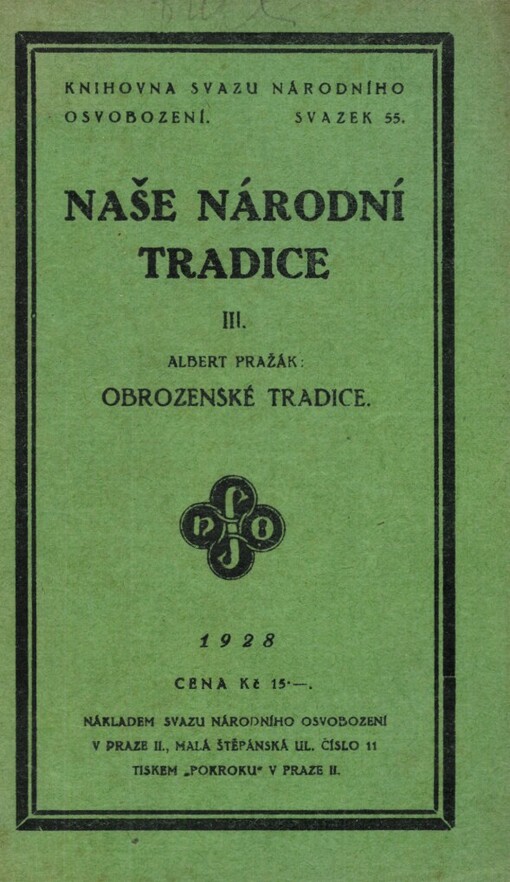 KNIHOVNA SVAZU NÁRODNÍHO
OSVOBOZENÍ. SVAZEK 55.
NAŠE NÁRODNÍ
TRADICE
III.
ALBERT PRAŽÁK:
OBROZENSKÉ TRADICE.
1928
CENA Kč 15·—.
NÁKLADEM SVAZU NÁRODNÍHO OSVOBOZENÍ
V PRAZE II., MALÁ ŠTĚPÁNSKÁ UL. ČÍSLO 11
TISKEM „POKROKU“ V PRAZE II.